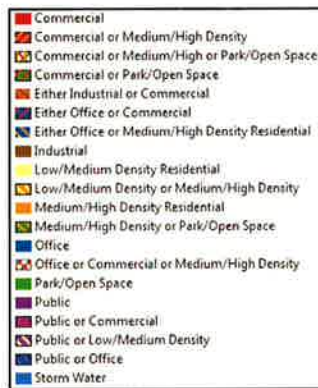 Commercial
Commercial or Medium/High Density
Commercial or Medium/High or Park/Open Space
Commercial or Park/Open Space
Either Industrial or Commercial
Either Office or Commercial
Either Office or Medium/High Density Residential
Industrial
Low/Medium Density Residential
Low/Medium Density or Medium/High Density
Medium/High Density Residential
Medium/High Density or Park/Open Space
Office
Office or Commercial or Medium/High Density
Park/Open Space
Public
Public or Commercial
Public or Low/Medium Density
Public or Office
Storm Water